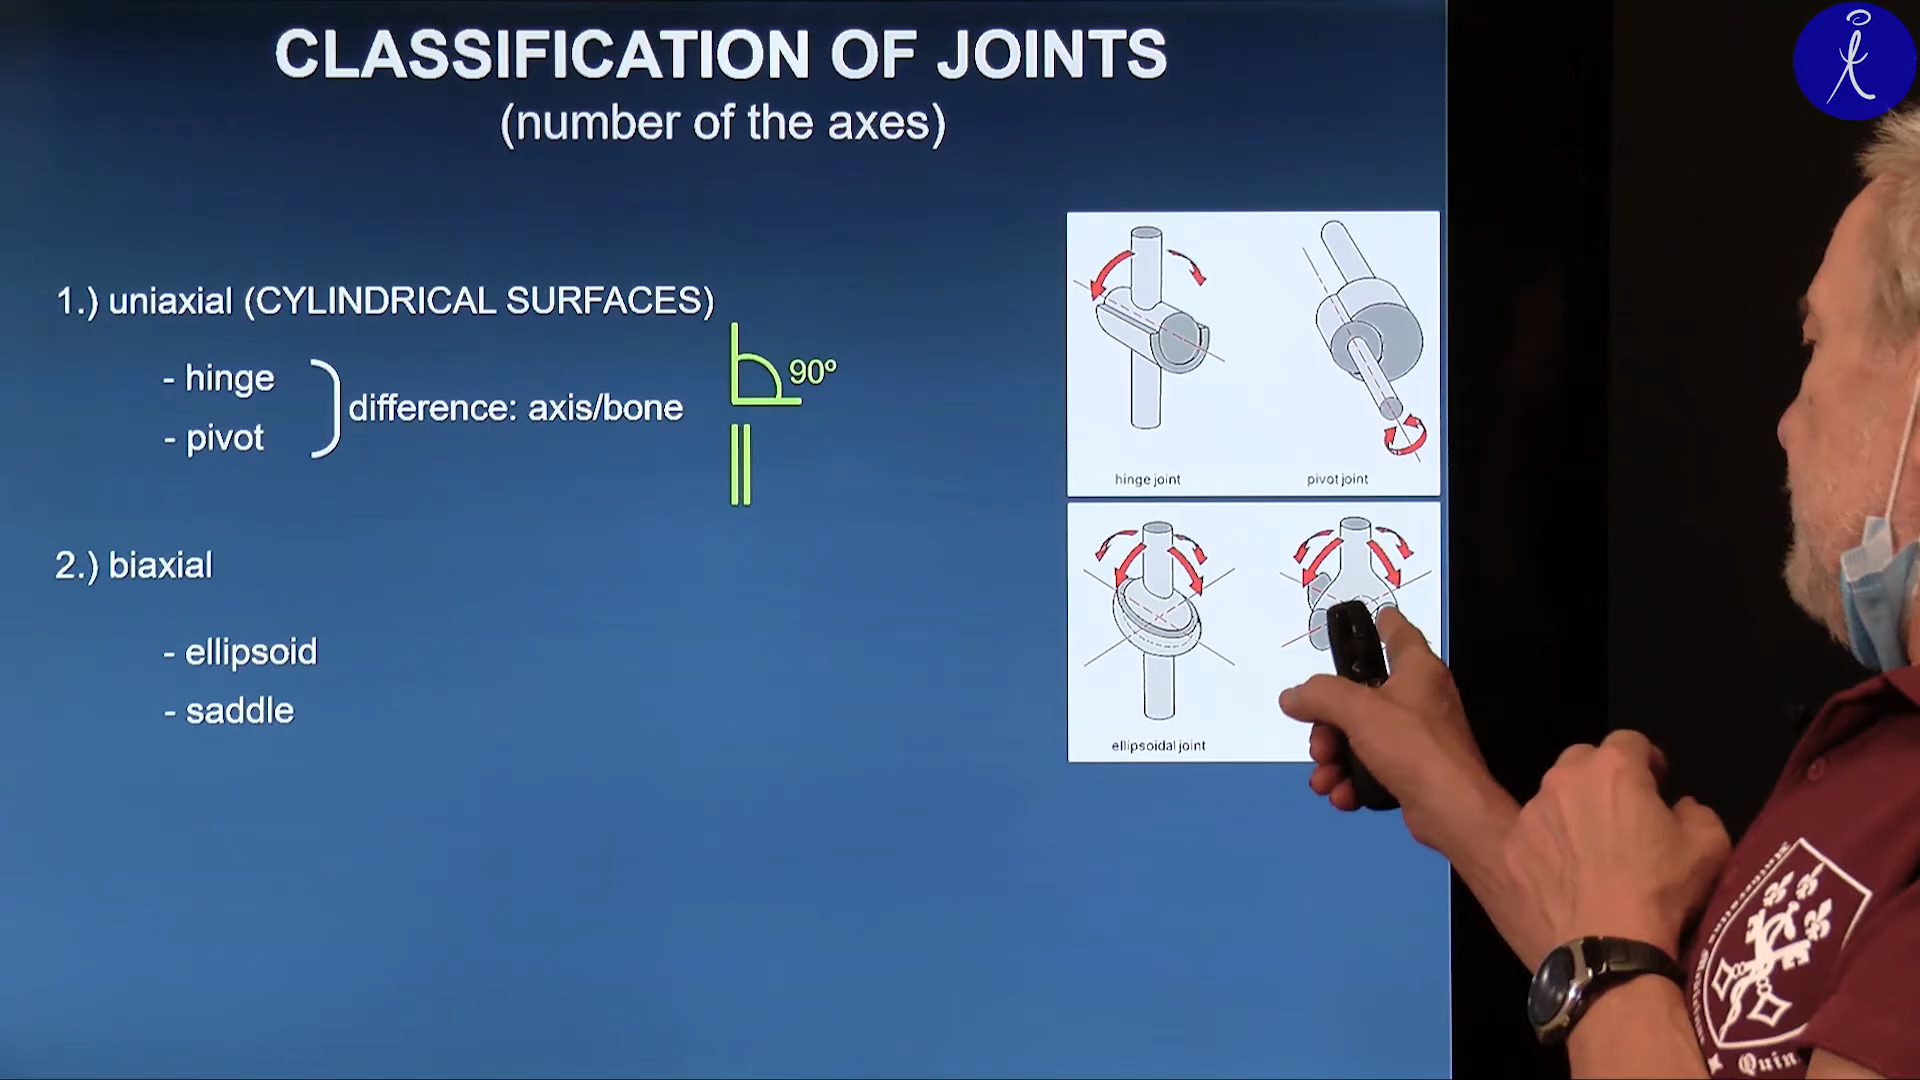 CLASSIFICATION OF JOINTS
(number of the axes)
1.) uniaxial (CYLINDRICAL SURFACES)
- hinge
- pivot
difference: axis/bone
90º
hinge joint
pivot joint
2.) biaxial
- ellipsoid
- saddle
ellipsoidal joint
Quin